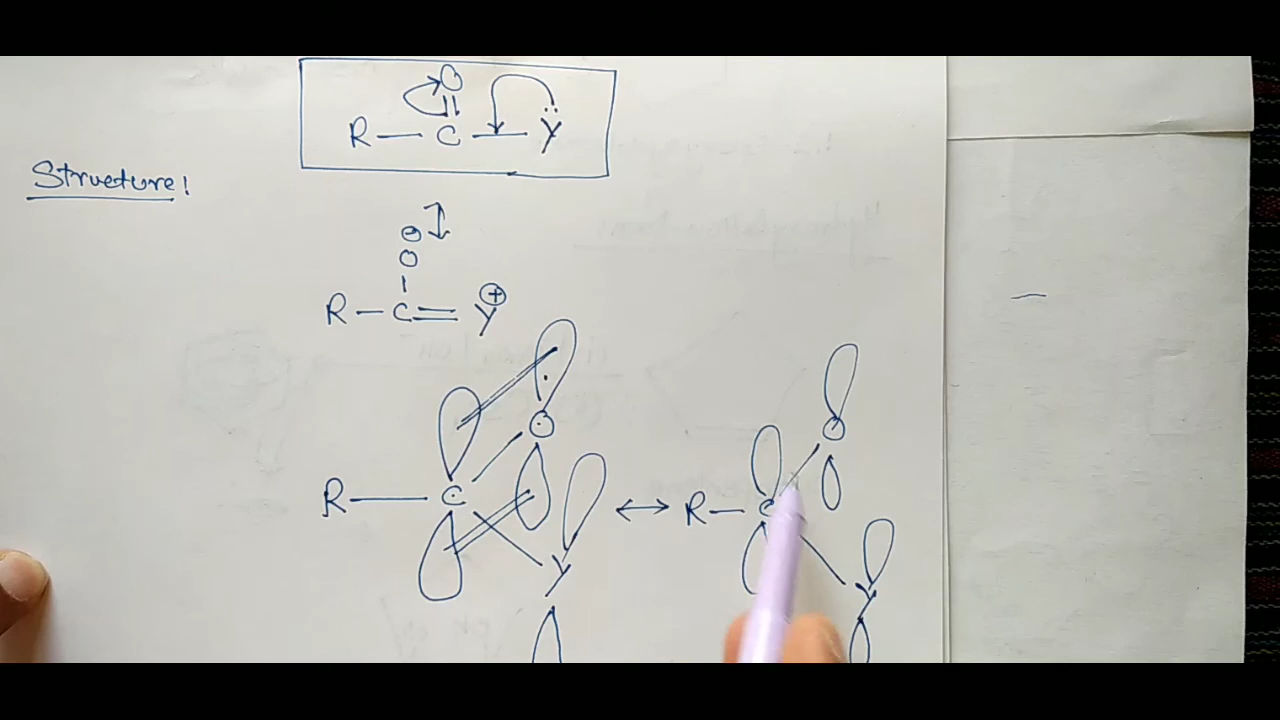 O
R — C — Ÿ
Structure!
⊖
O
R — C = Y
⊕
O
O
R — C
R — C
Y
Y